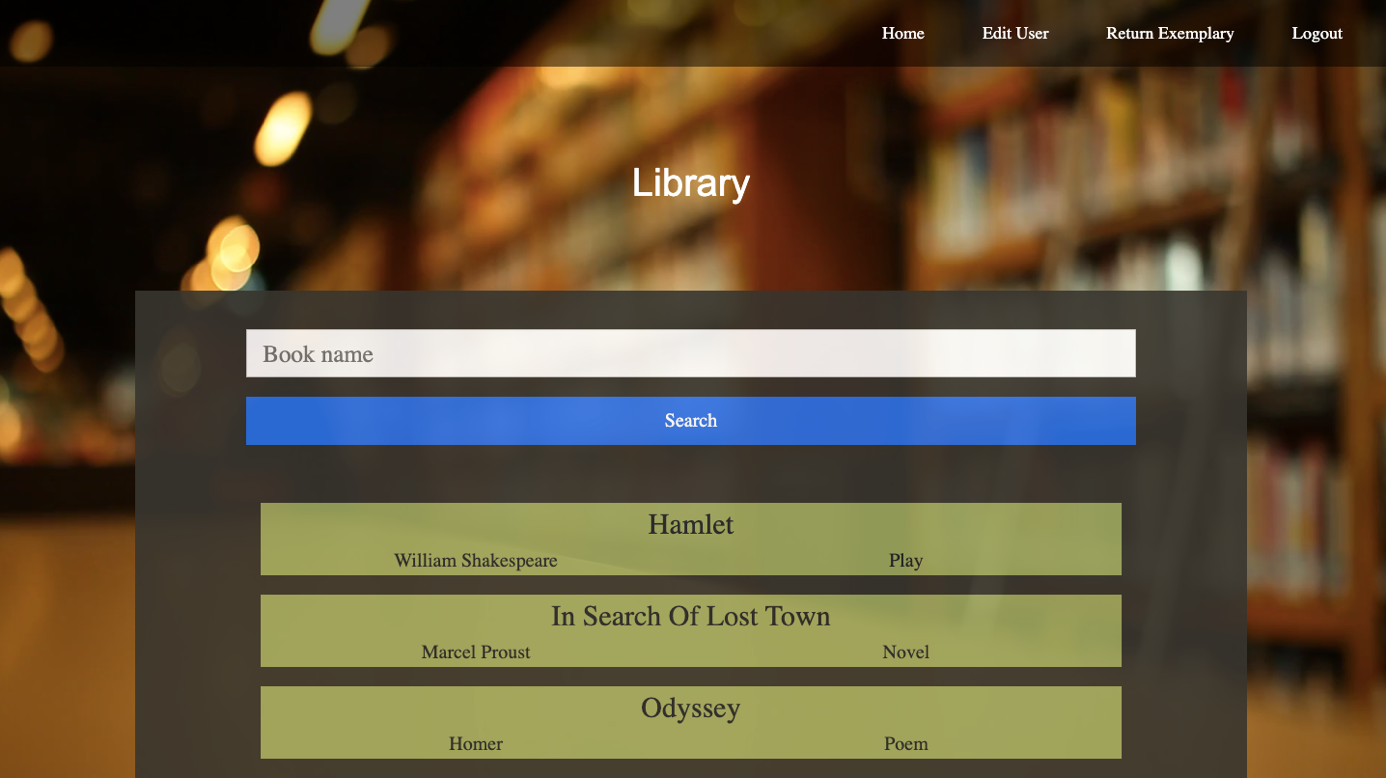 Home Edit User Return Exemplary Logout
Library
Book name
Search
Hamlet
William Shakespeare Play
In Search Of Lost Town
Marcel Proust Novel
Odyssey
Homer Poem